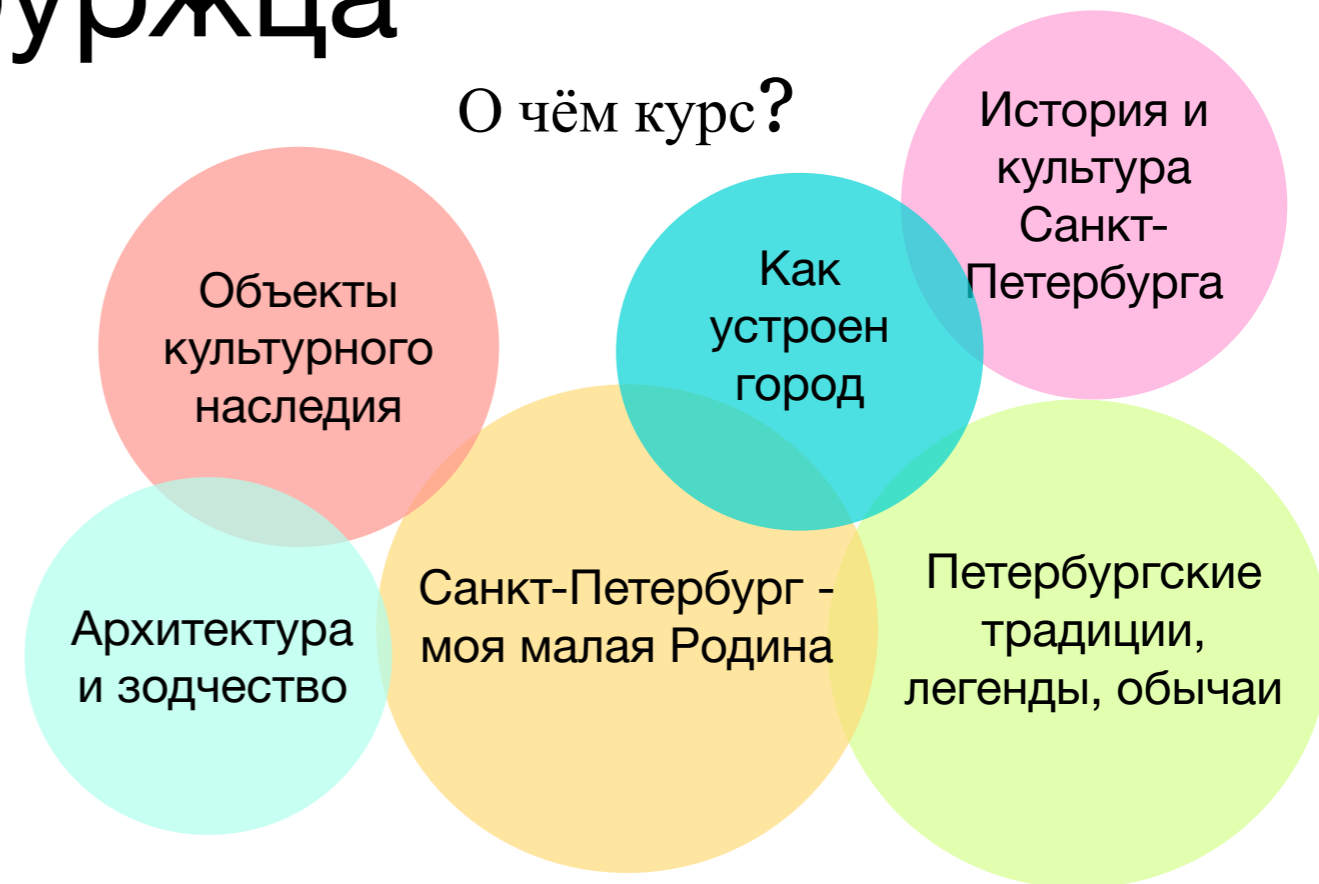 О чём курс?
История и
культура
Санкт-
Петербурга
Как
устроен
город
Объекты
культурного
наследия
Архитектура
и зодчество
Санкт-Петербург -
моя малая Родина
Петербургские
традиции,
легенды, обычаи